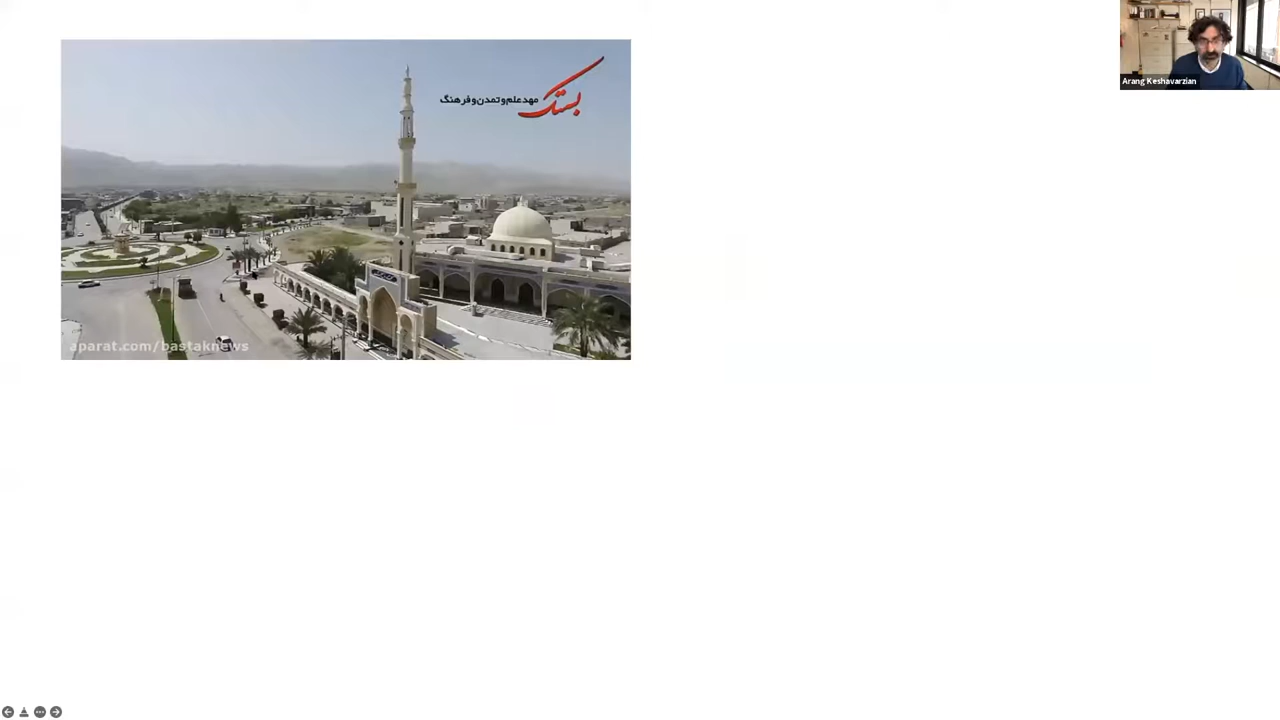 بستک
مهد علم و تمدن و فرهنگ
aparat.com/bastaknews
Arang Keshavarzian